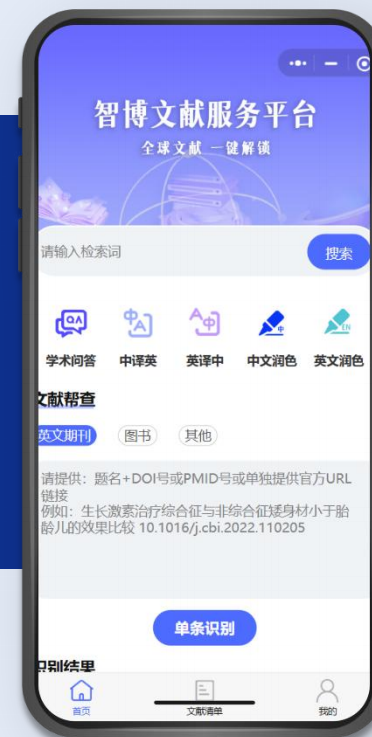 智博文献服务平台
全球文献 一键解锁
请输入检索词
搜索
学术问答 中译英 英译中 中文润色 英文润色
文献帮查
英文期刊 图书 其他
请提供：题名+DOI号或PMID号或单独提供官方URL
链接
例如：生长激素治疗综合征与非综合征矮身材小于胎
龄儿的效果比较 10.1016/j.cbi.2022.110205
单条识别
识别结果
首页 文献清单 我的